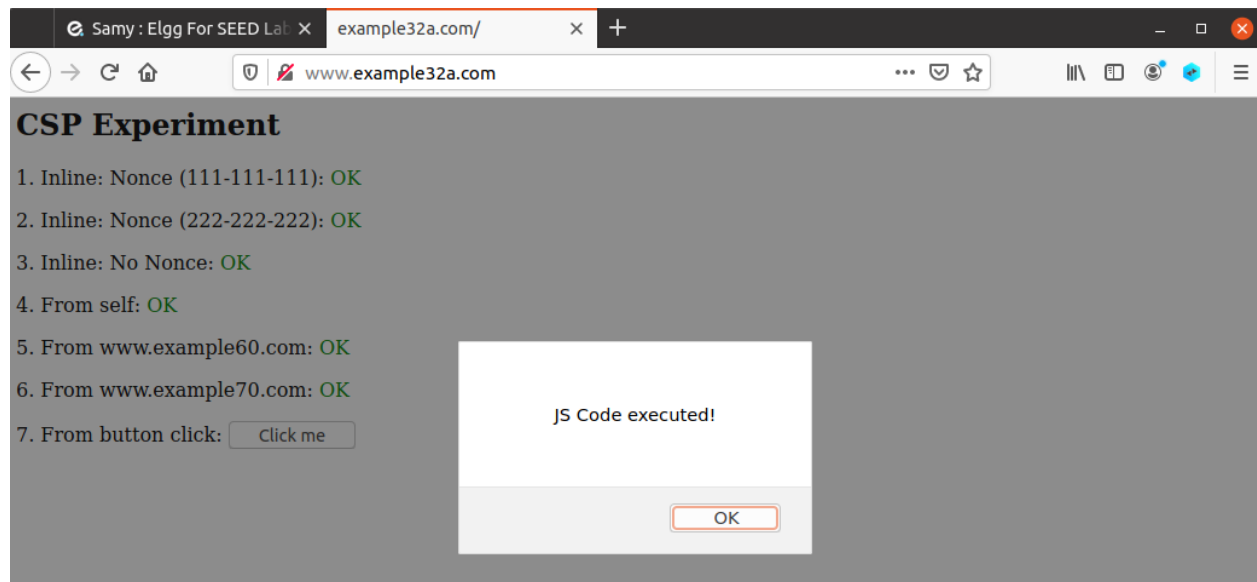 Samy : Elgg For SEED Lab
example32a.com/
www.example32a.com
CSP Experiment
1. Inline: Nonce (111-111-111): OK
2. Inline: Nonce (222-222-222): OK
3. Inline: No Nonce: OK
4. From self: OK
5. From www.example60.com: OK
6. From www.example70.com: OK
7. From button click: Click me
JS Code executed!
OK